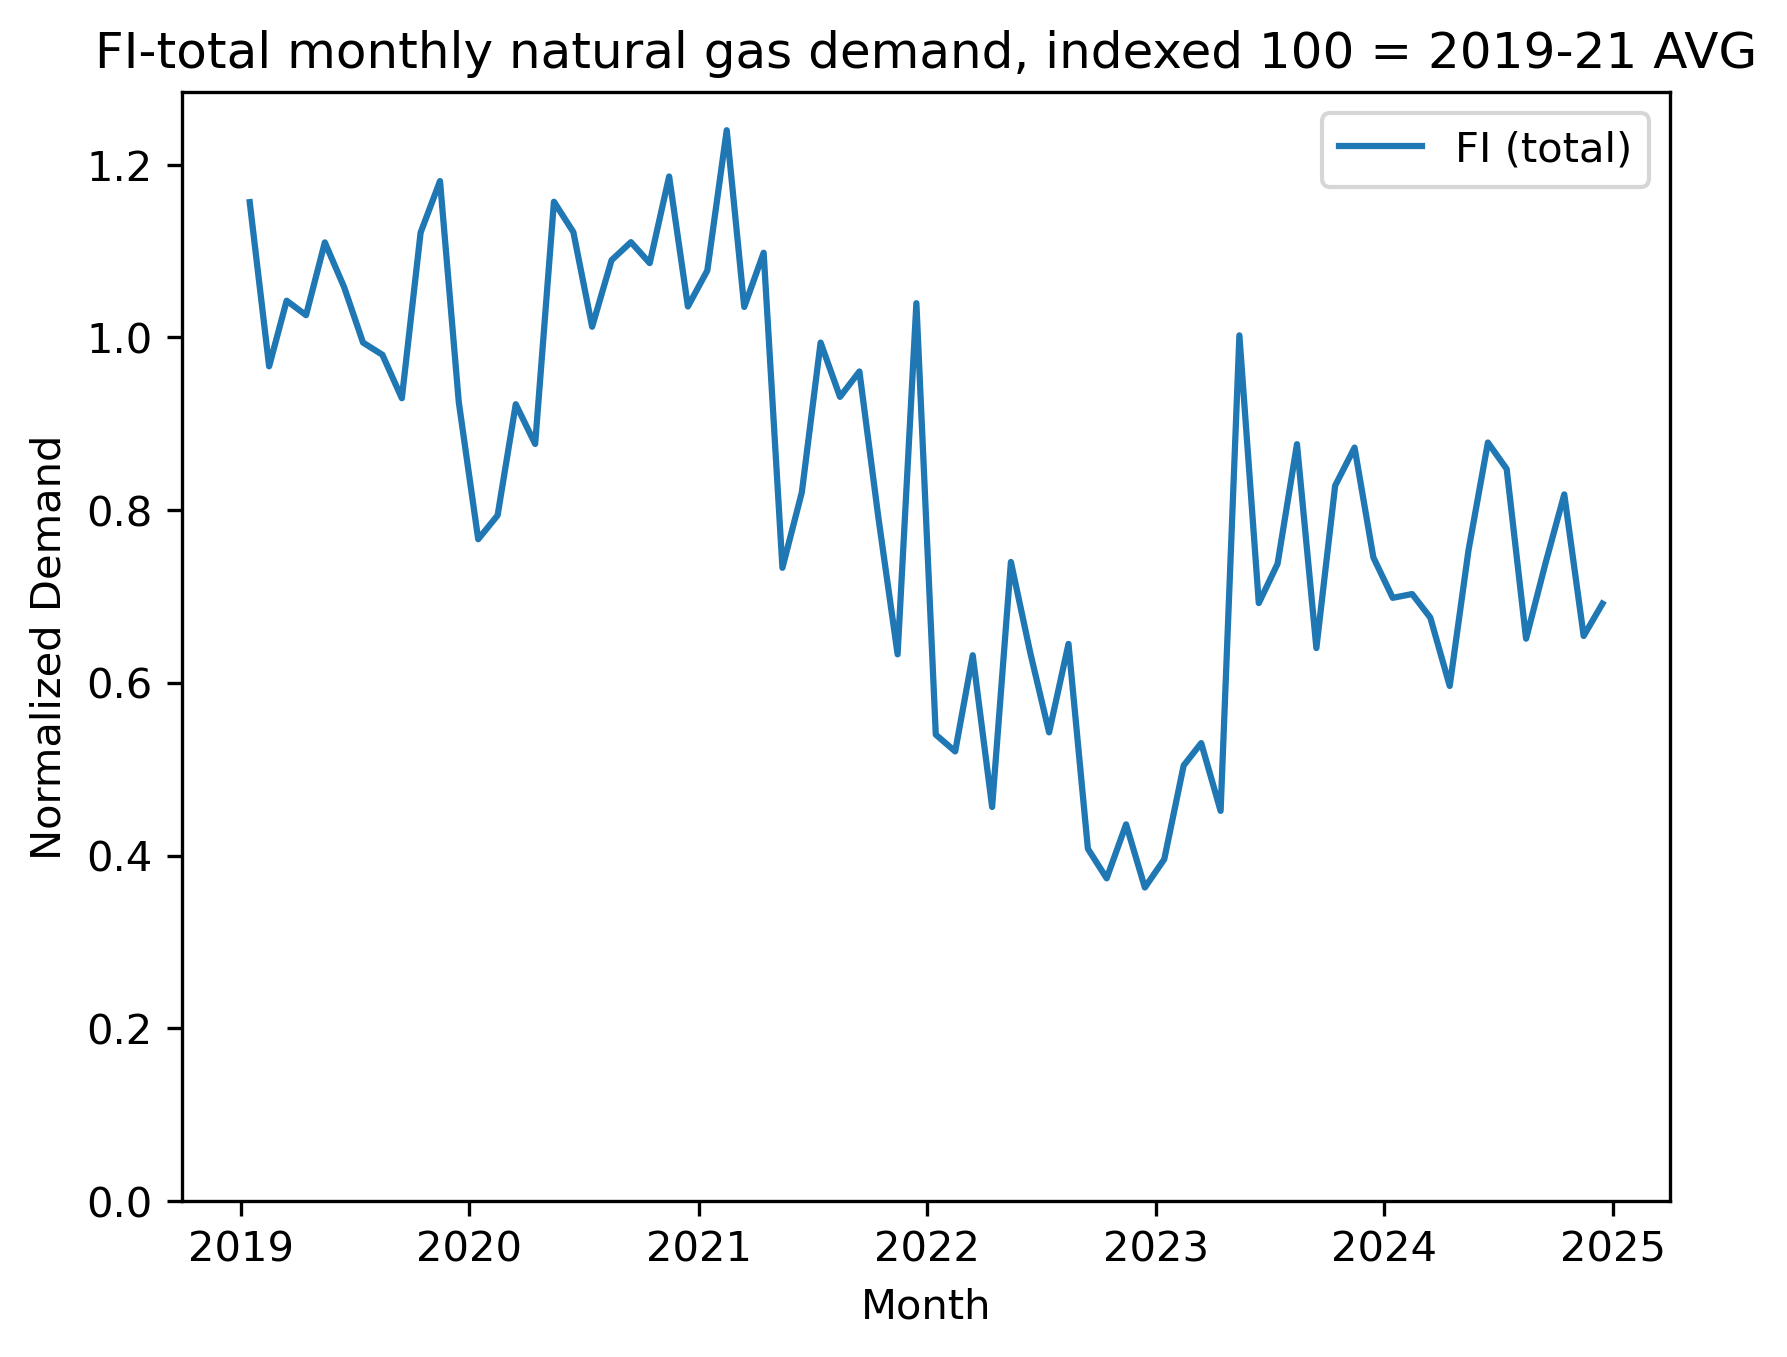 FI-total monthly natural gas demand, indexed 100 = 2019-21 AVG
FI (total)
Normalized Demand
1.2
1.0
0.8
0.6
0.4
0.2
0.0
2019 2020 2021 2022 2023 2024 2025
Month